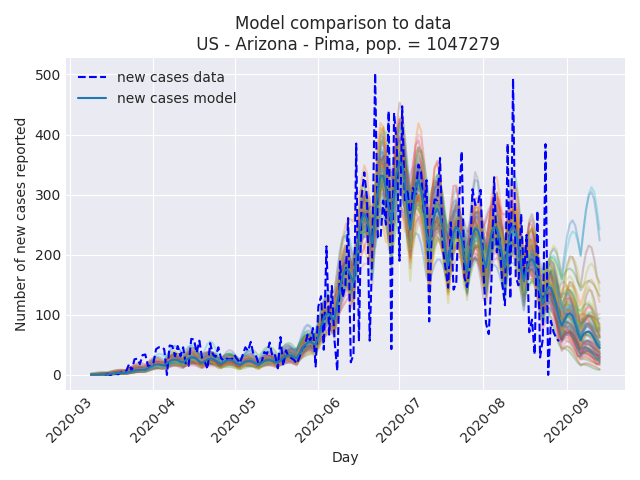 Model comparison to data
US - Arizona - Pima, pop. = 1047279
new cases data
new cases model
Number of new cases reported
500
400
300
200
100
0
2020-03
2020-04
2020-05
2020-06
2020-07
2020-08
2020-09
Day